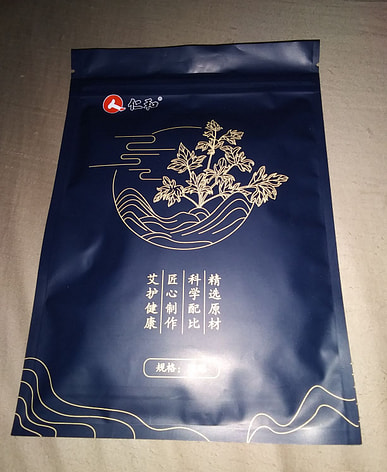 仁和®
精选原材
科学配比
匠心制作
艾护健康
规格：